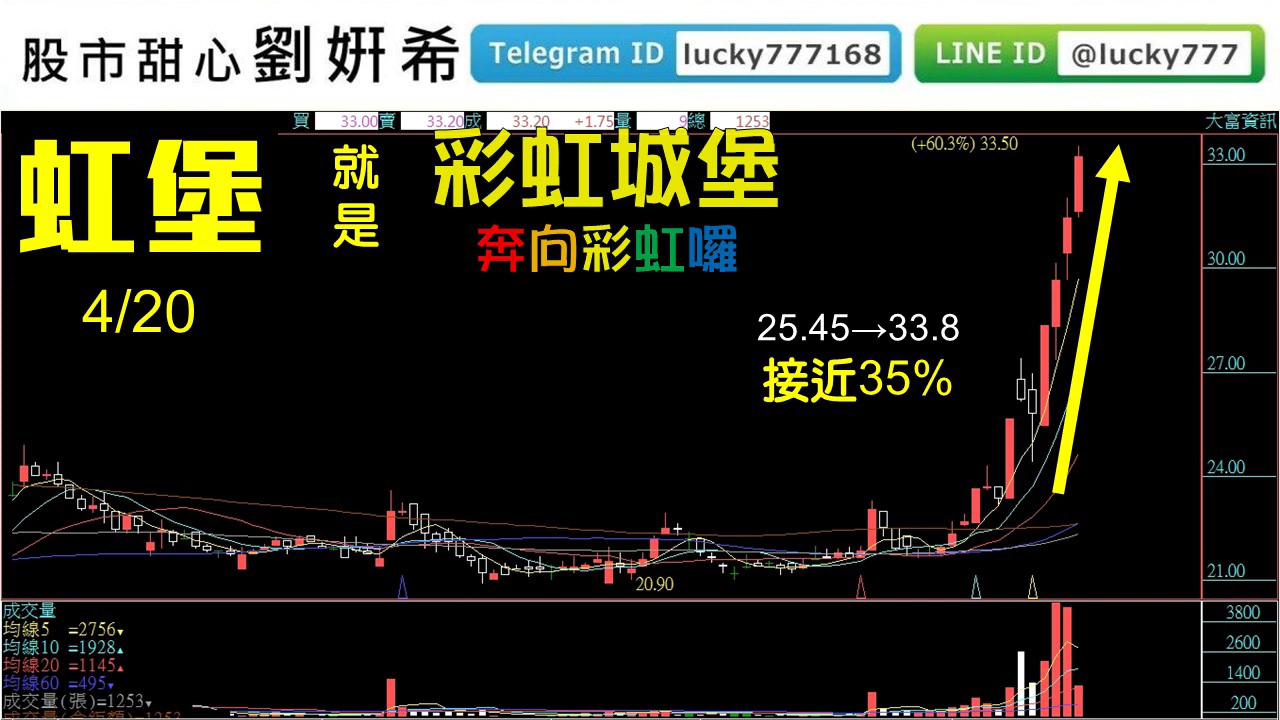 股市甜心劉妍希 Telegram ID lucky777168 LINE ID @lucky777
買 33.00 賣 33.20 成 33.20 +1.75 量 9 總 1253 大富資訊
虹堡 就是 彩虹城堡
奔向彩虹囉
4/20
(+60.3%) 33.50
25.45→33.8
接近35%
33.00
30.00
27.00
24.00
21.00
20.90
成交量
均線5 =2756▼
均線10 =1928▲
均線20 =1145▲
均線60 =495▼
成交量(張)=1253▼
3800
2600
1400
200